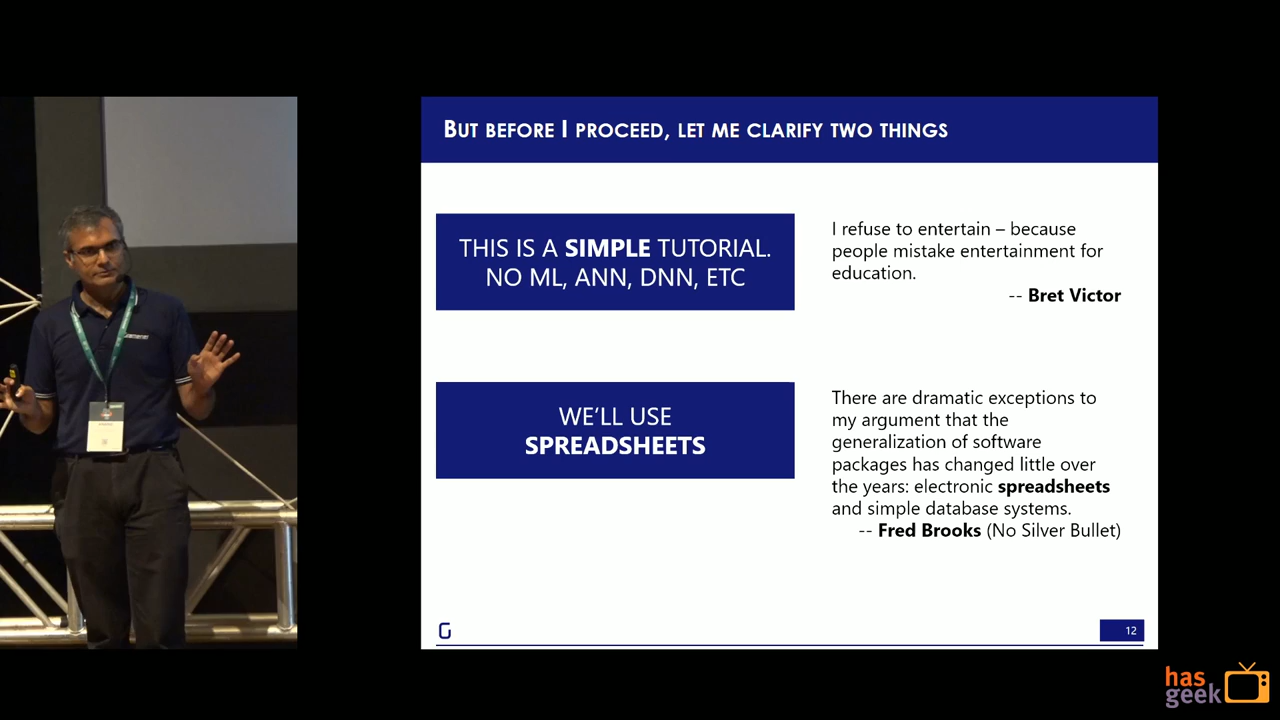 BUT BEFORE I PROCEED, LET ME CLARIFY TWO THINGS
THIS IS A SIMPLE TUTORIAL.
NO ML, ANN, DNN, ETC
I refuse to entertain – because
people mistake entertainment for
education.
-- Bret Victor
WE'LL USE
SPREADSHEETS
There are dramatic exceptions to
my argument that the
generalization of software
packages has changed little over
the years: electronic spreadsheets
and simple database systems.
-- Fred Brooks (No Silver Bullet)
12
has
geek